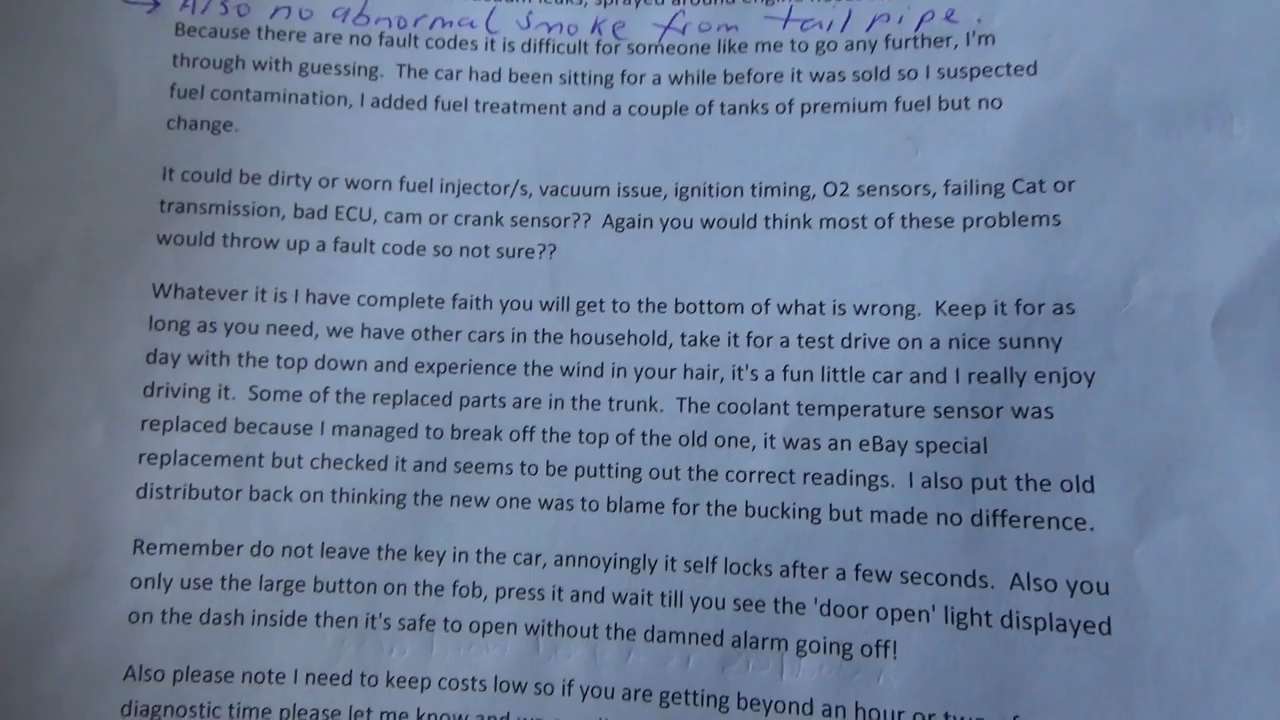 leaks, sprayed around engine
→ Also no abnormal smoke from tail pipe.
Because there are no fault codes it is difficult for someone like me to go any further, I'm
through with guessing. The car had been sitting for a while before it was sold so I suspected
fuel contamination, I added fuel treatment and a couple of tanks of premium fuel but no
change.
It could be dirty or worn fuel injector/s, vacuum issue, ignition timing, O2 sensors, failing Cat or
transmission, bad ECU, cam or crank sensor?? Again you would think most of these problems
would throw up a fault code so not sure??
Whatever it is I have complete faith you will get to the bottom of what is wrong. Keep it for as
long as you need, we have other cars in the household, take it for a test drive on a nice sunny
day with the top down and experience the wind in your hair, it's a fun little car and I really enjoy
driving it. Some of the replaced parts are in the trunk. The coolant temperature sensor was
replaced because I managed to break off the top of the old one, it was an eBay special
replacement but checked it and seems to be putting out the correct readings. I also put the old
distributor back on thinking the new one was to blame for the bucking but made no difference.
Remember do not leave the key in the car, annoyingly it self locks after a few seconds. Also you
only use the large button on the fob, press it and wait till you see the 'door open' light displayed
on the dash inside then it's safe to open without the damned alarm going off!
Also please note I need to keep costs low so if you are getting beyond an hour or
diagnostic time please let me know and